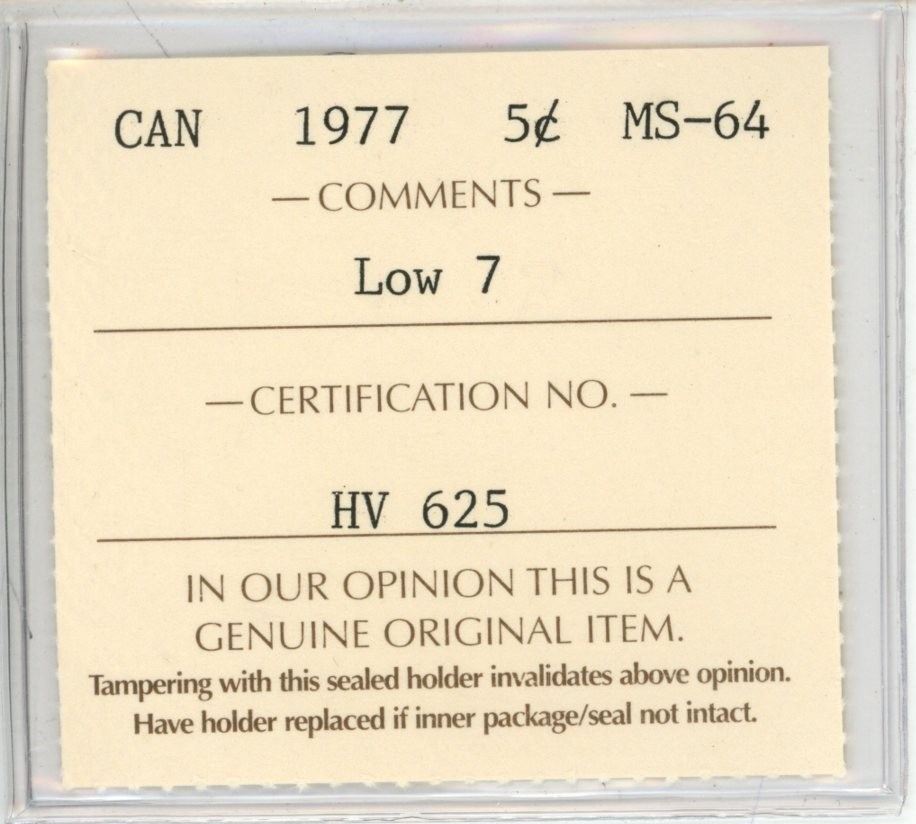 CAN 1977 5¢ MS-64
— COMMENTS —
Low 7
— CERTIFICATION NO. —
HV 625
IN OUR OPINION THIS IS A
GENUINE ORIGINAL ITEM.
Tampering with this sealed holder invalidates above opinion.
Have holder replaced if inner package/seal not intact.